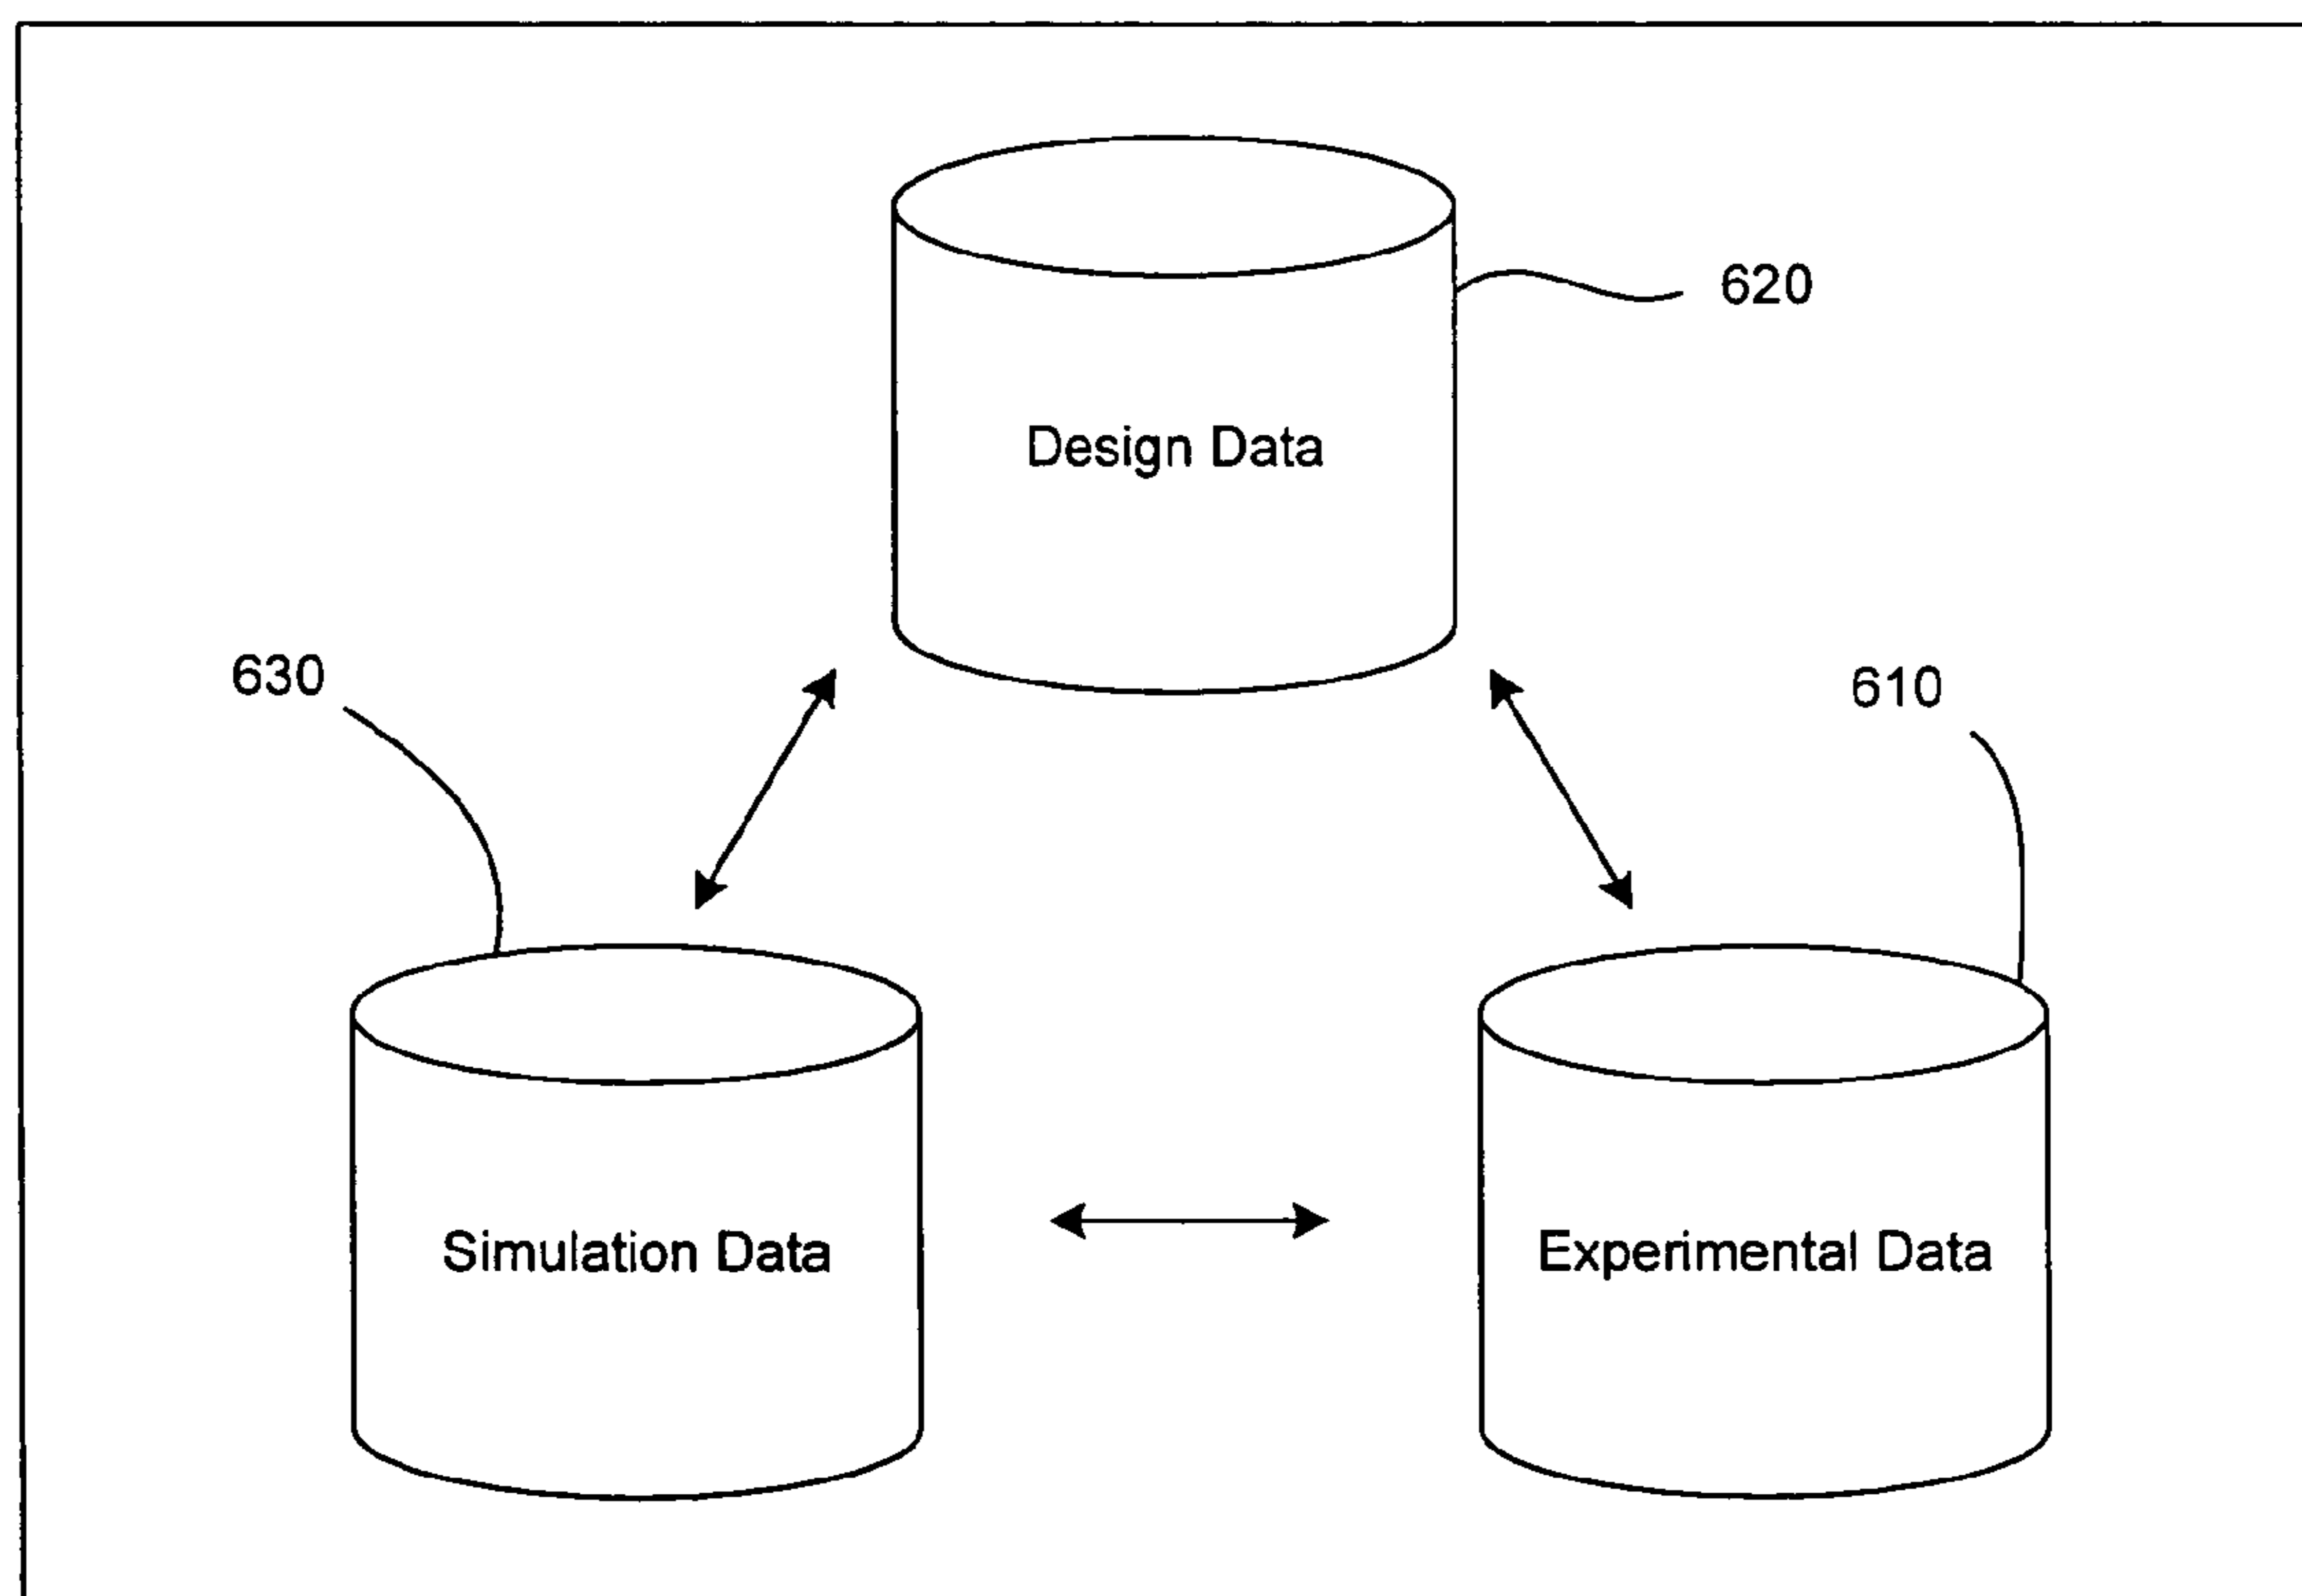 620
Design Data
630
610
Simulation Data
Experimental Data